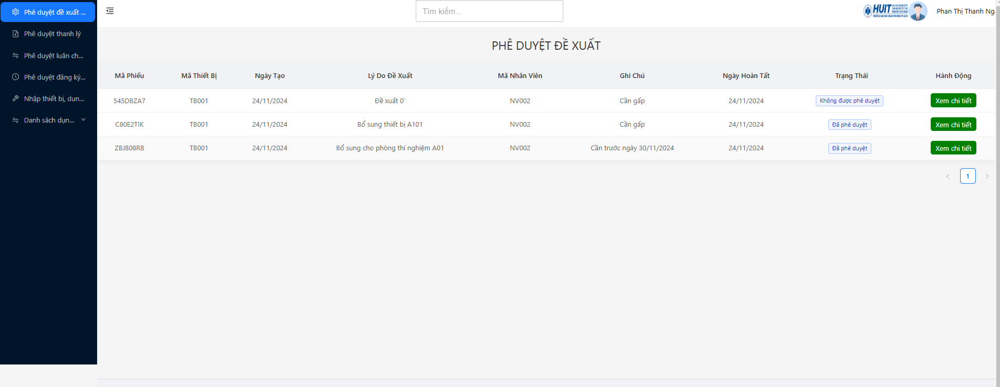 Phê duyệt đề xuất ...
Phê duyệt thanh lý
Phê duyệt luân ch...
Phê duyệt đăng ký...
Nhập thiết bị, dun...
Danh sách dụn...
Tìm kiếm...
HUIT
Phan Thị Thanh
PHÊ DUYỆT ĐỀ XUẤT
Mã Phiếu Mã Thiết Bị Ngày Tạo Lý Do Đề Xuất Mã Nhân Viên Ghi Chú Ngày Hoàn Tất Trạng Thái Hành Động
545DBZA7 TB001 24/11/2024 Đề xuất 0` NV002 Cần gấp 24/11/2024 Không được phê duyệt Xem chi tiết
C80E2TIK TB001 24/11/2024 Bổ sung thiết bị A101 NV002 Cần gấp 24/11/2024 Đã phê duyệt Xem chi tiết
ZBJ808RB TB001 24/11/2024 Bổ sung cho phòng thí nghiệm A01 NV002 Cần trước ngày 30/11/2024 24/11/2024 Đã phê duyệt Xem chi tiết
< 1 >